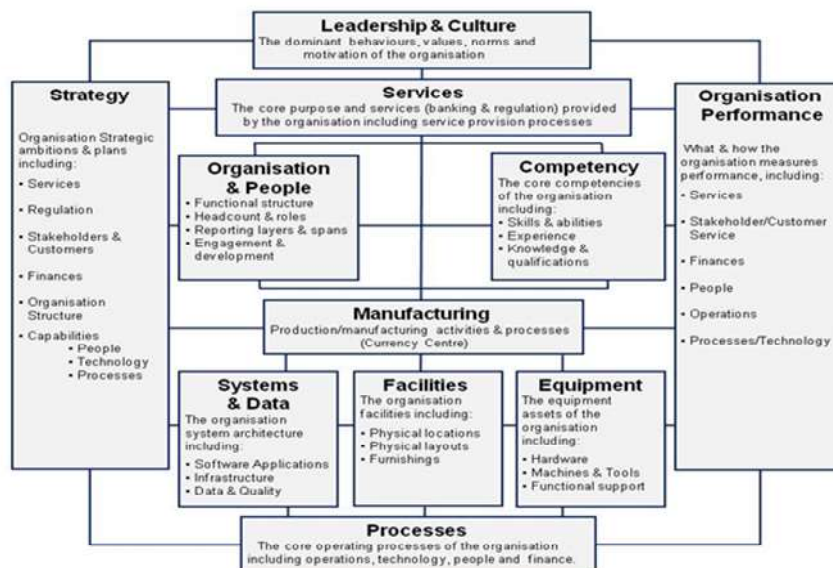 Leadership & Culture
The dominant behaviours, values, norms and
motivation of the organisation
Strategy
Organisation Strategic
ambitions & plans
including:
▪ Services
▪ Regulation
▪ Stakeholders &
Customers
▪ Finances
▪ Organisation
Structure
▪ Capabilities
▪ People
▪ Technology
▪ Processes
Services
The core purpose and services (banking & regulation) provided
by the organisation including service provision processes
Organisation
& People
▪ Functional structure
▪ Headcount & roles
▪ Reporting layers & spans
▪ Engagement &
development
Competency
The core competencies
of the organisation
including:
▪ Skills & abilities
▪ Experience
▪ Knowledge &
qualifications
Organisation
Performance
What & how the
organisation measures
performance, including:
▪ Services
▪ Stakeholder/Customer
Service
▪ Finances
▪ People
▪ Operations
▪ Processes/Technology
Manufacturing
Production/manufacturing activities & processes
(Currency Centre)
Systems
& Data
The organisation
system architecture
including:
▪ Software Applications
▪ Infrastructure
▪ Data & Quality
Facilities
The organisation
facilities including:
▪ Physical locations
▪ Physical layouts
▪ Furnishings
Equipment
The equipment
assets of the
organisation
including:
▪ Hardware
▪ Machines & Tools
▪ Functional support
Processes
The core operating processes of the organisation
including operations, technology, people and finance.